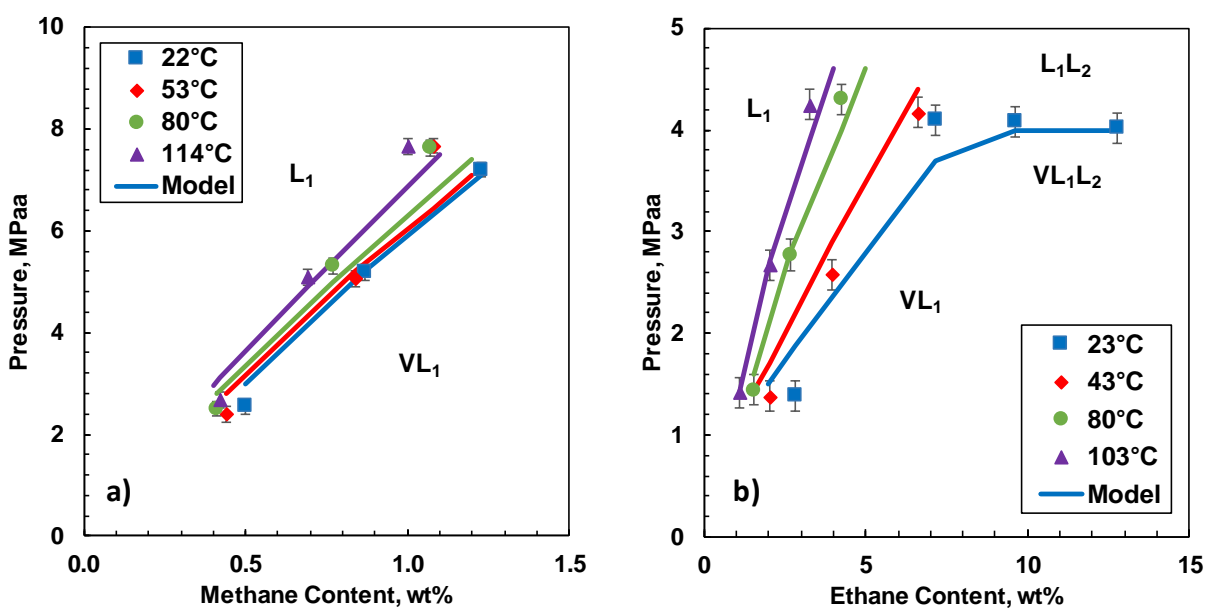 10
8
6
4
2
0
Pressure, MPaa
22°C
53°C
80°C
114°C
Model
L1
VL1
a)
0.0 0.5 1.0 1.5
Methane Content, wt%
5
4
3
2
1
0
Pressure, MPaa
L1L2
L1
VL1L2
VL1
23°C
43°C
80°C
103°C
Model
b)
0 5 10 15
Ethane Content, wt%